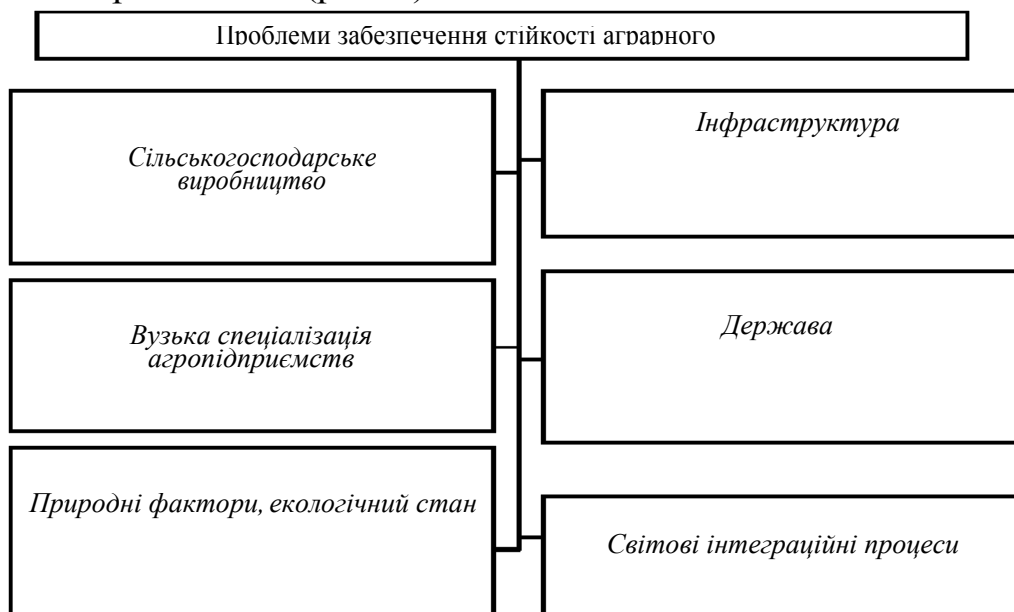 Проблеми забезпечення стійкості аграрного
Сільськогосподарське
виробництво
Інфраструктура
Вузька спеціалізація
агропідприємств
Держава
Природні фактори, екологічний стан
Світові інтеграційні процеси